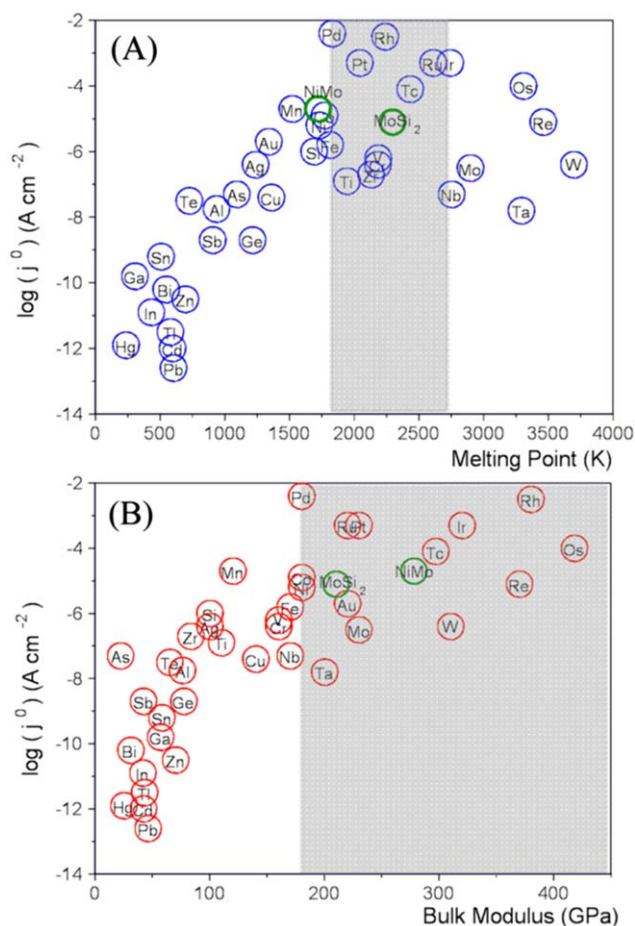 (A)
-2
-4
-6
-8
-10
-12
-14
log ( j⁰ ) (A cm⁻²)
Pd
Rh
Pt
Ru
Ir
Tc
Os
NiMo
Mn
Ni
MoSi₂
Re
Au
Si
Fe
Ag
V
Zr
Mo
W
Te
As
Cu
Ti
Nb
Al
Ta
Sb
Ge
Sn
Ga
Bi
Zn
In
Tl
Hg
Cd
Pb
0 500 1000 1500 2000 2500 3000 3500 4000
Melting Point (K)
(B)
-2
-4
-6
-8
-10
-12
-14
log ( j⁰ ) (A cm⁻²)
Pd
Rh
Ru
Pt
Ir
Tc
Os
Mn
Co
Ni
MoSi₂
NiMo
Re
Si
Fe
Au
Ag
V
Cr
Mo
W
Zr
Ti
As
Te
Al
Cu
Nb
Ta
Sb
Ge
Sn
Ga
Bi
Zn
In
Tl
Hg
Cd
Pb
0 100 200 300 400
Bulk Modulus (GPa)